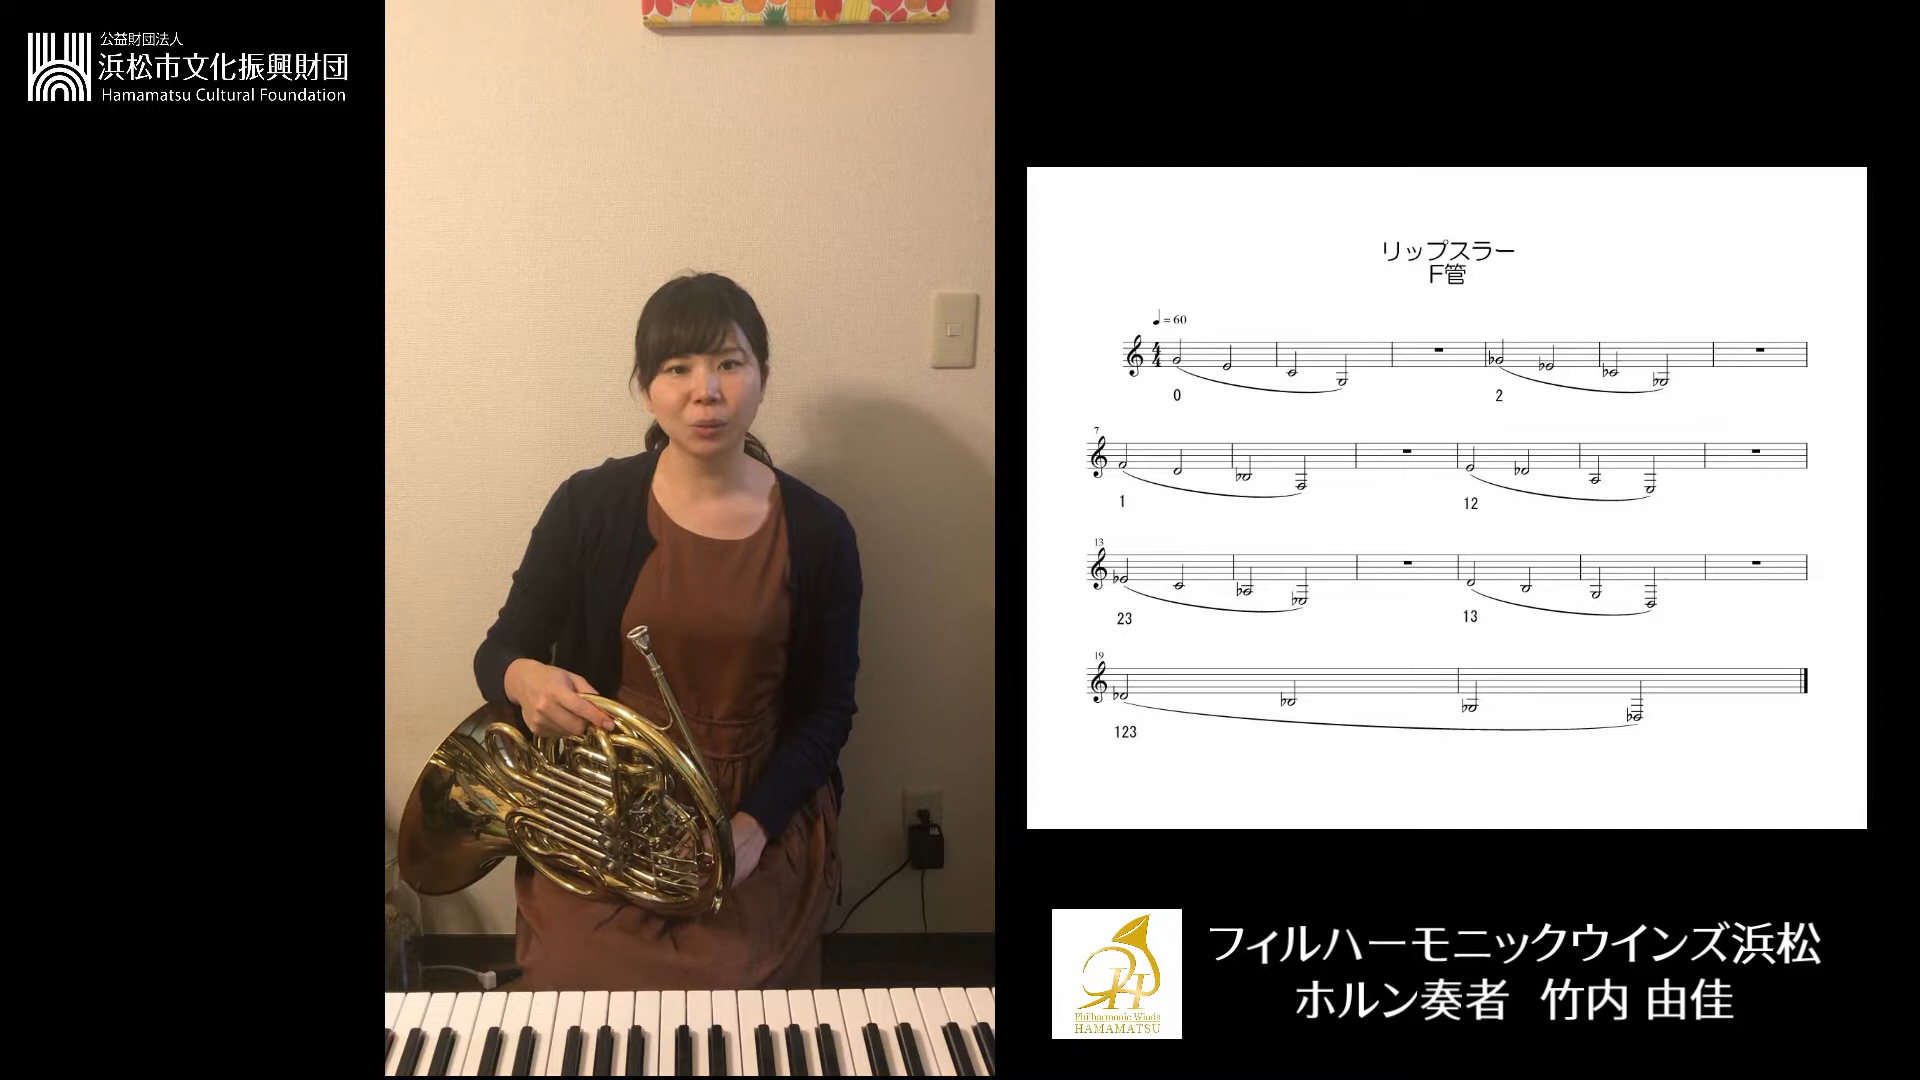 公益財団法人
浜松市文化振興財団
Hamamatsu Cultural Foundation
リップスラー
F管
= 60
0
2
7
1
12
13
23
13
19
123
Philharmonic Winds
HAMAMATSU
フィルハーモニックウインズ浜松
ホルン奏者 竹内 由佳